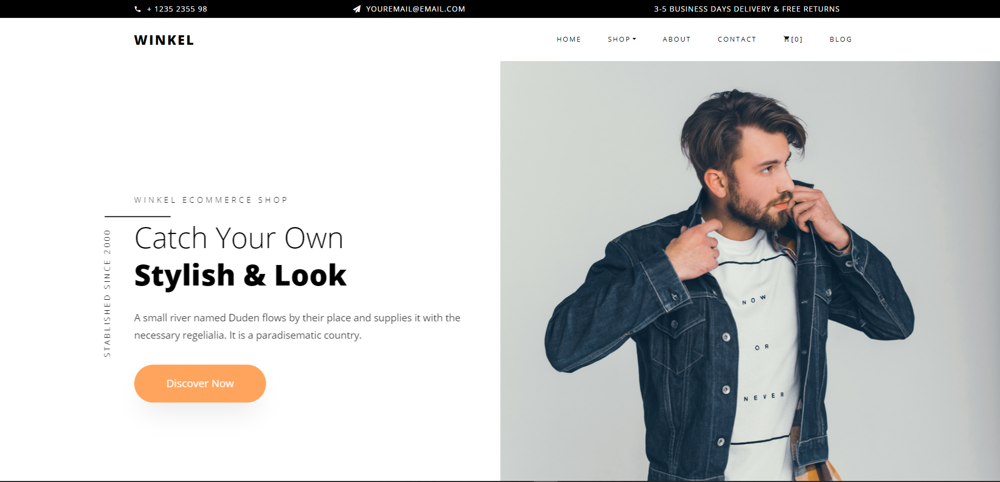 + 1235 2355 98
YOUREMAIL@EMAIL.COM
3-5 BUSINESS DAYS DELIVERY & FREE RETURNS
WINKEL
HOME
SHOP
ABOUT
CONTACT
[0]
BLOG
WINKEL ECOMMERCE SHOP
STABLISHED SINCE 2000
Catch Your Own
Stylish & Look
A small river named Duden flows by their place and supplies it with the
necessary regelialia. It is a paradisematic country.
Discover Now
NOW
OR
NEVER